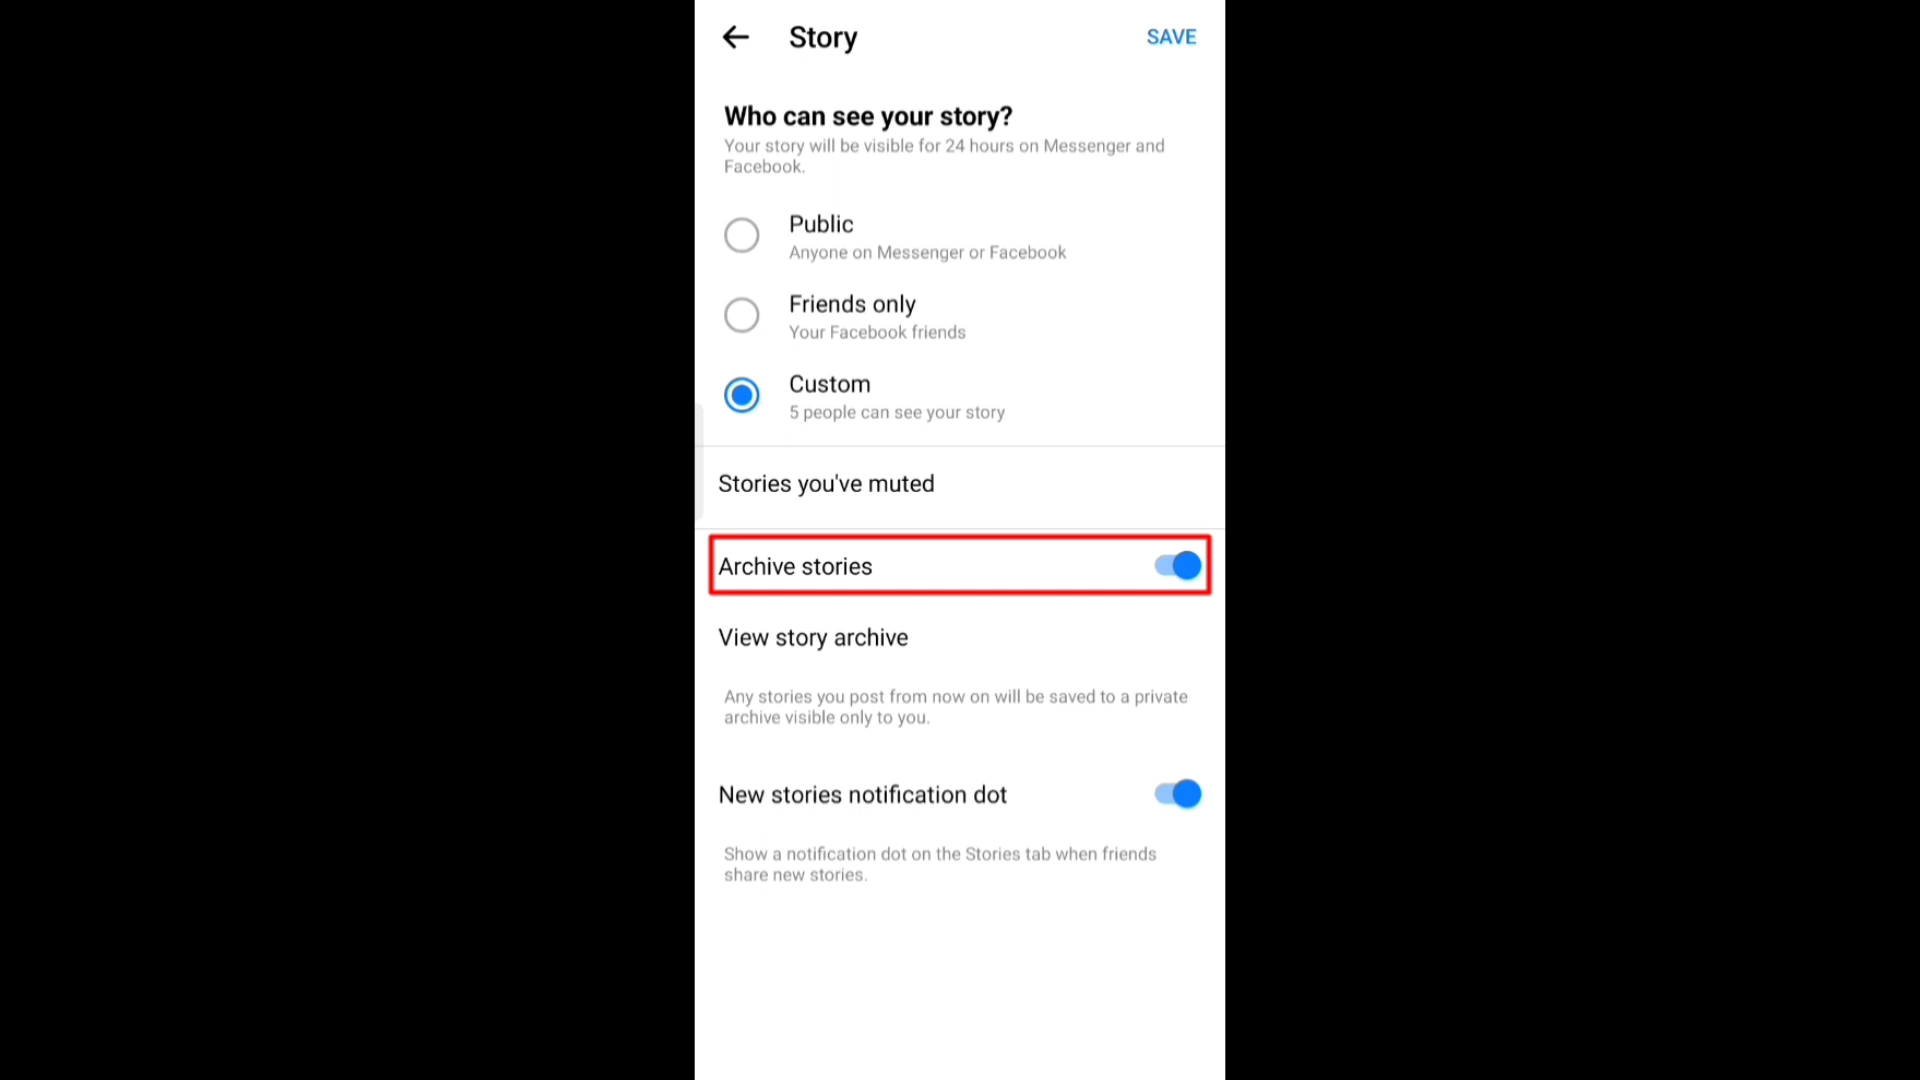 Story
SAVE
Who can see your story?
Your story will be visible for 24 hours on Messenger and
Facebook.
Public
Anyone on Messenger or Facebook
Friends only
Your Facebook friends
Custom
5 people can see your story
Stories you've muted
Archive stories
View story archive
Any stories you post from now on will be saved to a private
archive visible only to you.
New stories notification dot
Show a notification dot on the Stories tab when friends
share new stories.